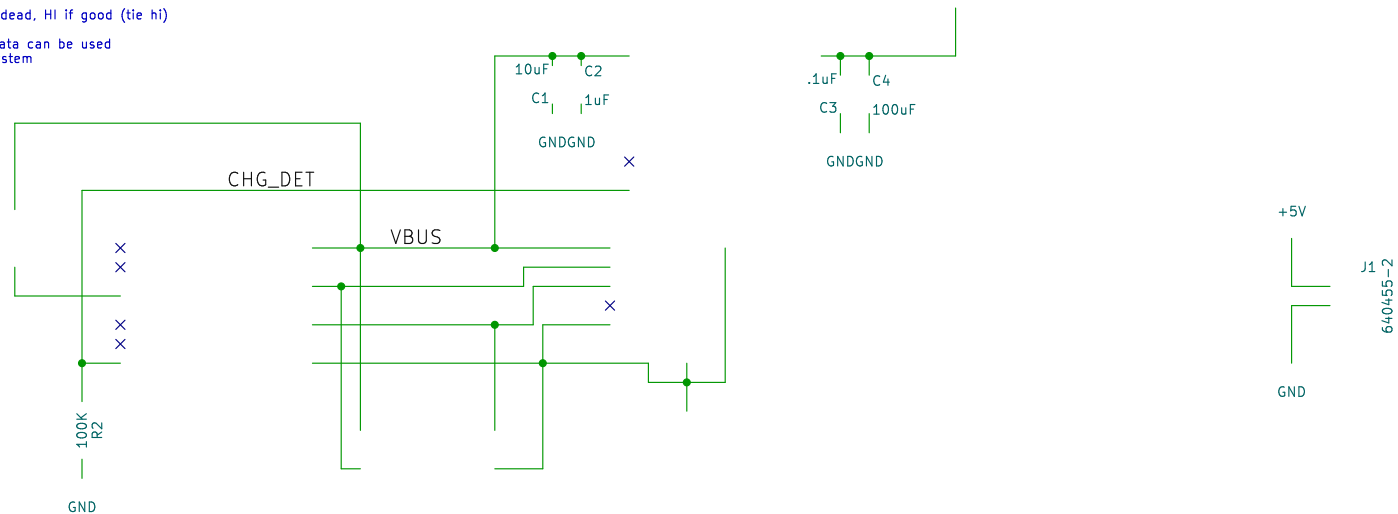 dead, HI if good (tie hi)
ata can be used
stem
10uF
C2
C1
1uF
GNDGND
.1uF
C4
C3
100uF
GNDGND
CHG_DET
VBUS
+5V
J1
640455-2
GND
100K
R2
GND